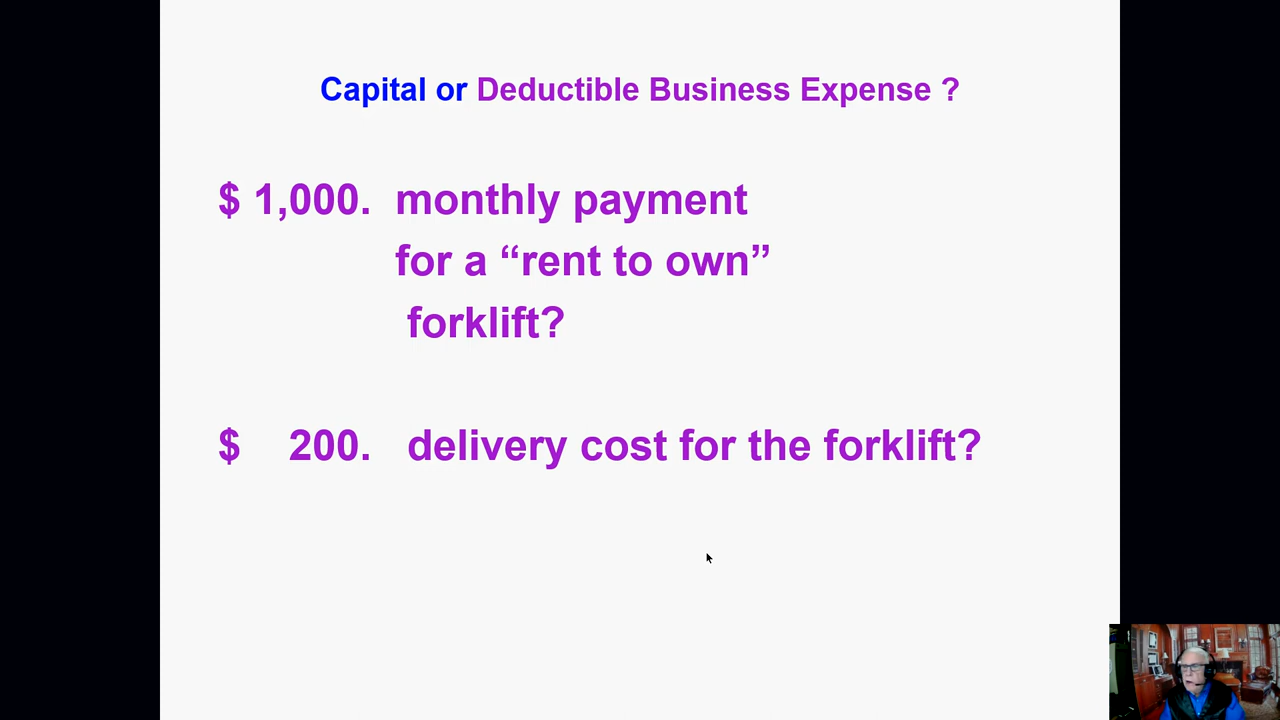 Capital or Deductible Business Expense ?
$ 1,000. monthly payment
for a “rent to own”
forklift?
$ 200. delivery cost for the forklift?